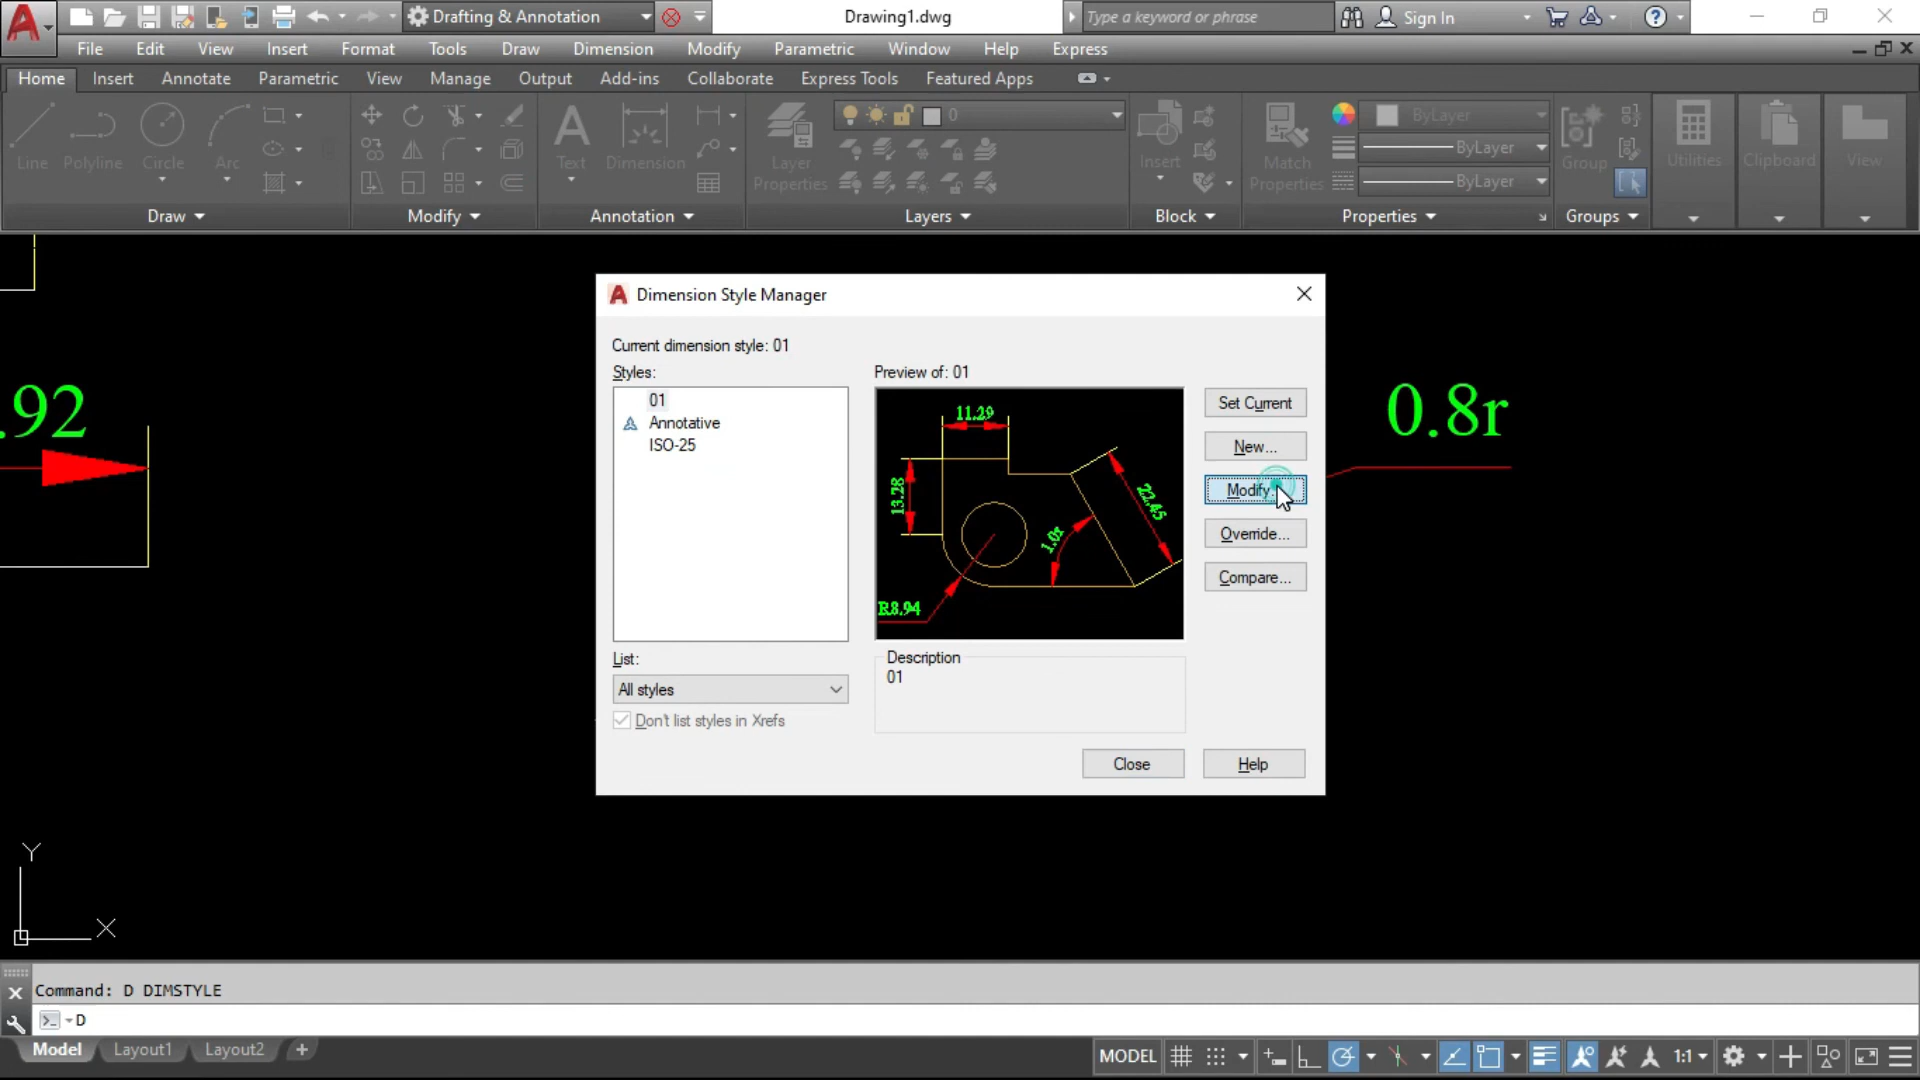 Drafting & Annotation
Drawing1.dwg
Type a keyword or phrase
Sign In
File Edit View Insert Format Tools Draw Dimension Modify Parametric Window Help Express
Home Insert Annotate Parametric View Manage Output Add-ins Collaborate Express Tools Featured Apps
0
ByLayer
ByLayer
ByLayer
Line Polyline Circle Arc
Text Dimension
Layer Properties
Insert
Match Properties
Group
Utilities
Clipboard
View
Draw
Modify
Annotation
Layers
Block
Properties
Groups
Dimension Style Manager
Current dimension style: 01
Styles:
01
Annotative
ISO-25
Preview of: 01
11.29
13.28
22.45
1.0r
R8.94
Set Current
New...
Modify...
Override...
Compare...
List:
All styles
Don't list styles in Xrefs
Description
01
Close
Help
.92
0.8r
Y
X
Command: D DIMSTYLE
D
Model Layout1 Layout2 +
MODEL
1:1